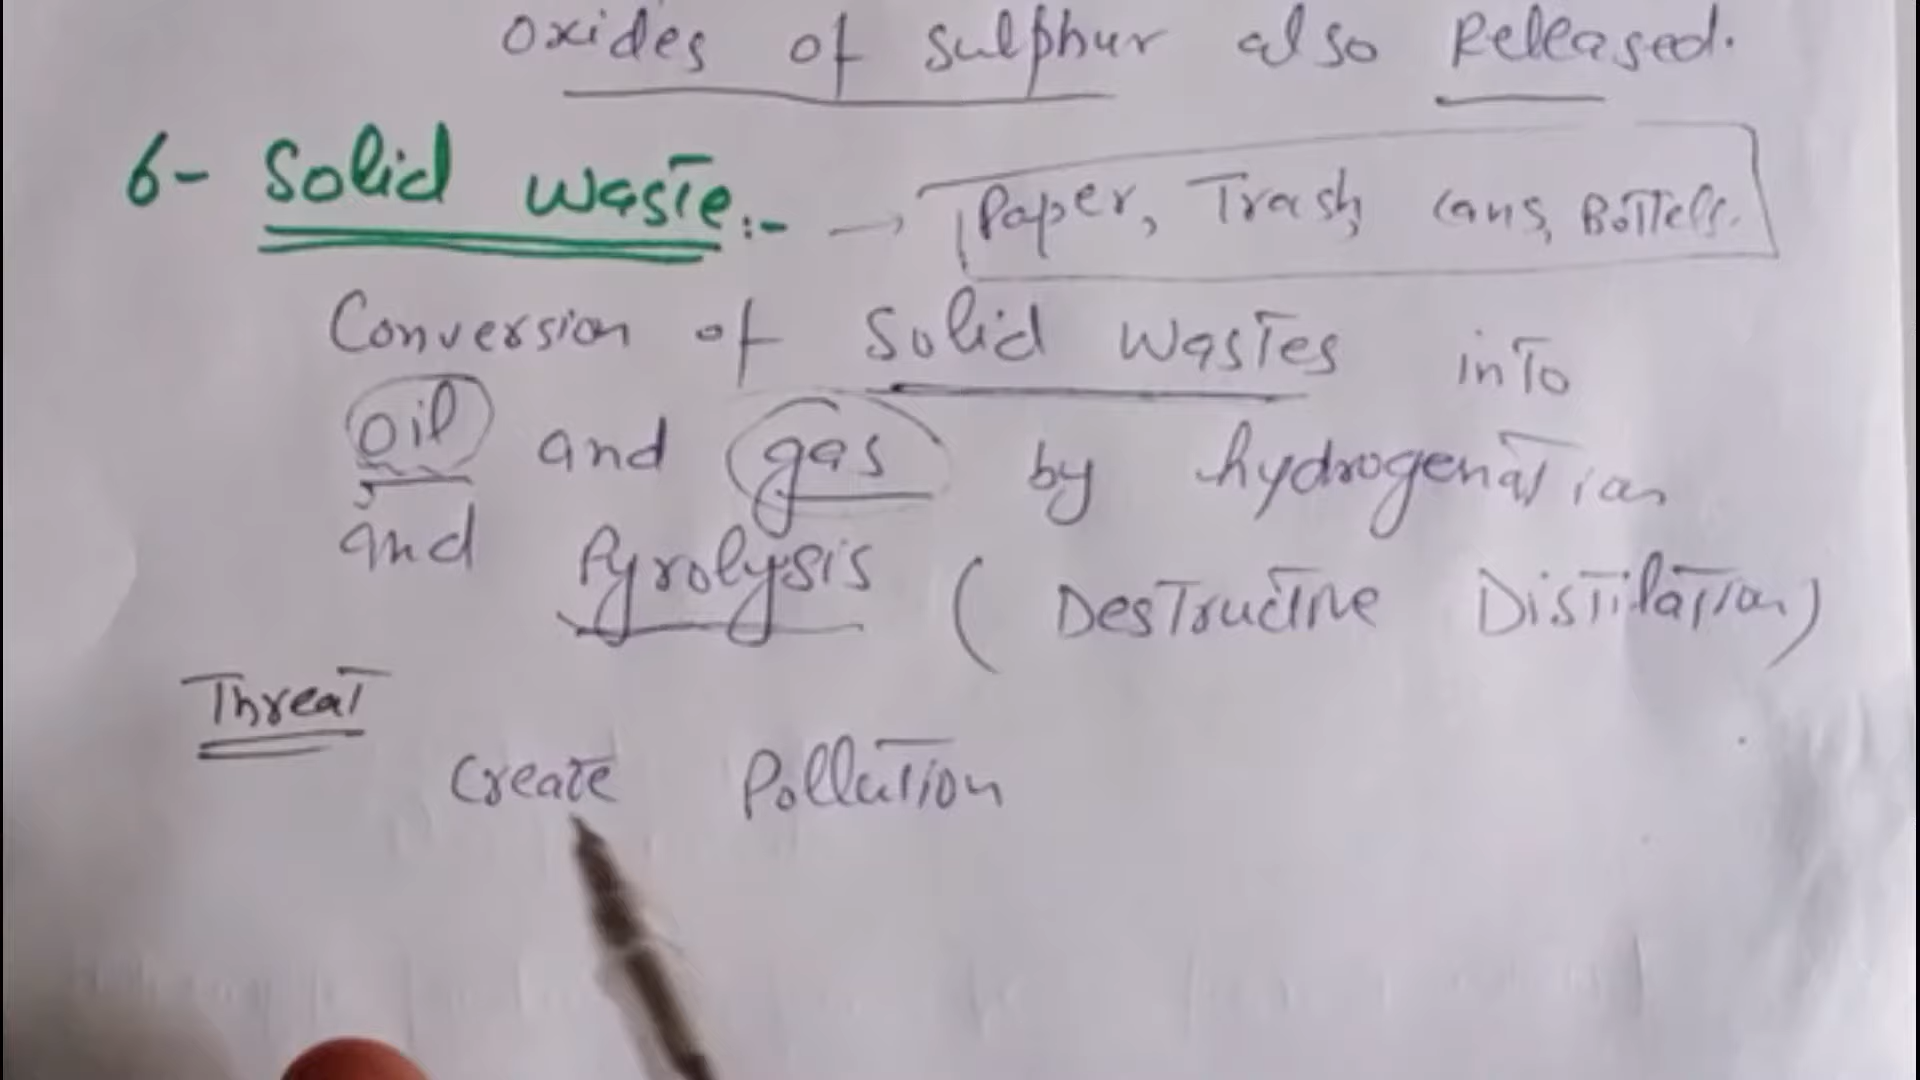 oxides of sulphur also Released.
6- Solid waste:- → Paper, Trash, cans, Bottels.
Conversion of Solid Wastes into
oil and gas by hydrogenation
and Pyrolysis ( Destructive Distilation)
Threat
Create Pollution